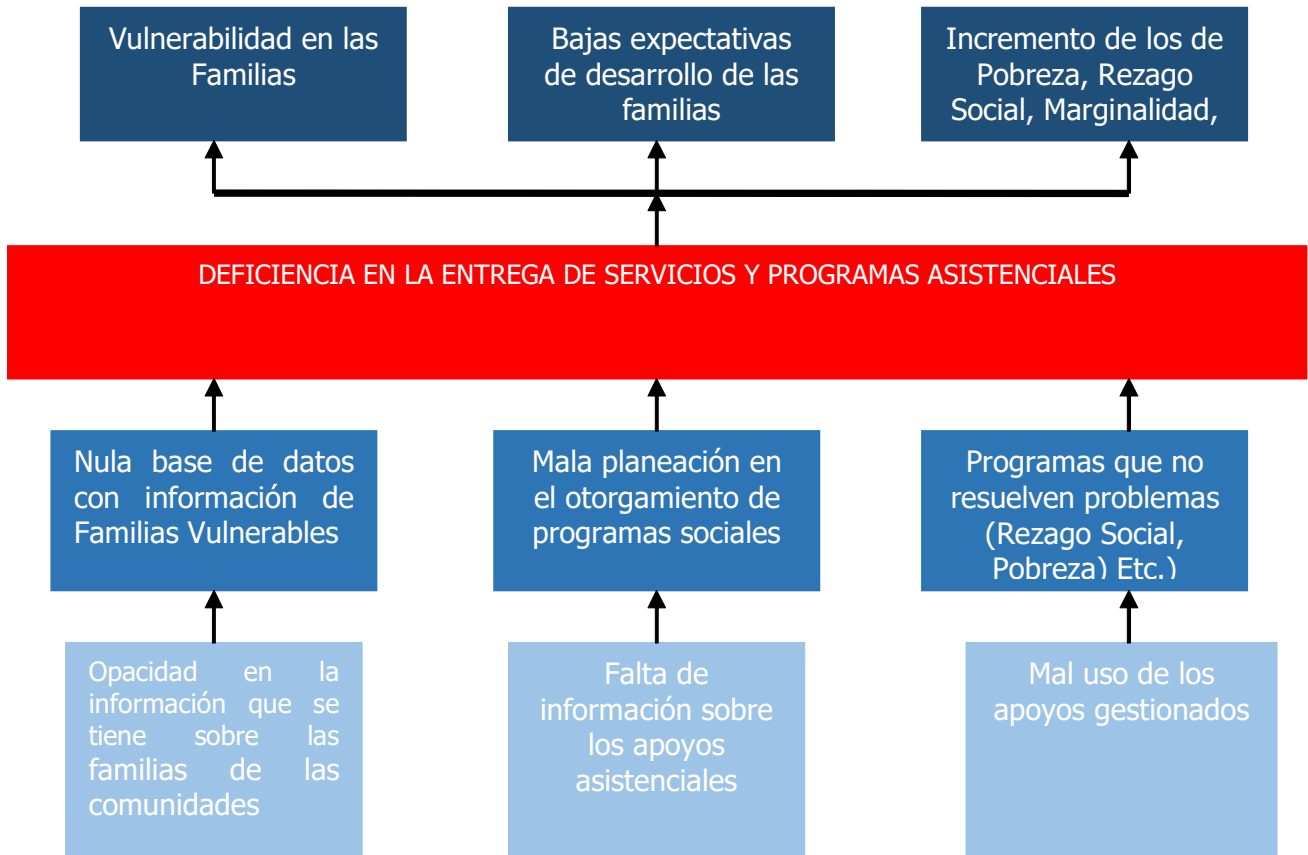 Vulnerabilidad en las
Familias
Bajas expectativas
de desarrollo de las
familias
Incremento de los de
Pobreza, Rezago
Social, Marginalidad,
DEFICIENCIA EN LA ENTREGA DE SERVICIOS Y PROGRAMAS ASISTENCIALES
Nula base de datos
con información de
Familias Vulnerables
Mala planeación en
el otorgamiento de
programas sociales
Programas que no
resuelven problemas
(Rezago Social,
Pobreza) Etc.)
Opacidad en la
información que se
tiene sobre las
familias de las
comunidades
Falta de
información sobre
los apoyos
asistenciales
Mal uso de los
apoyos gestionados